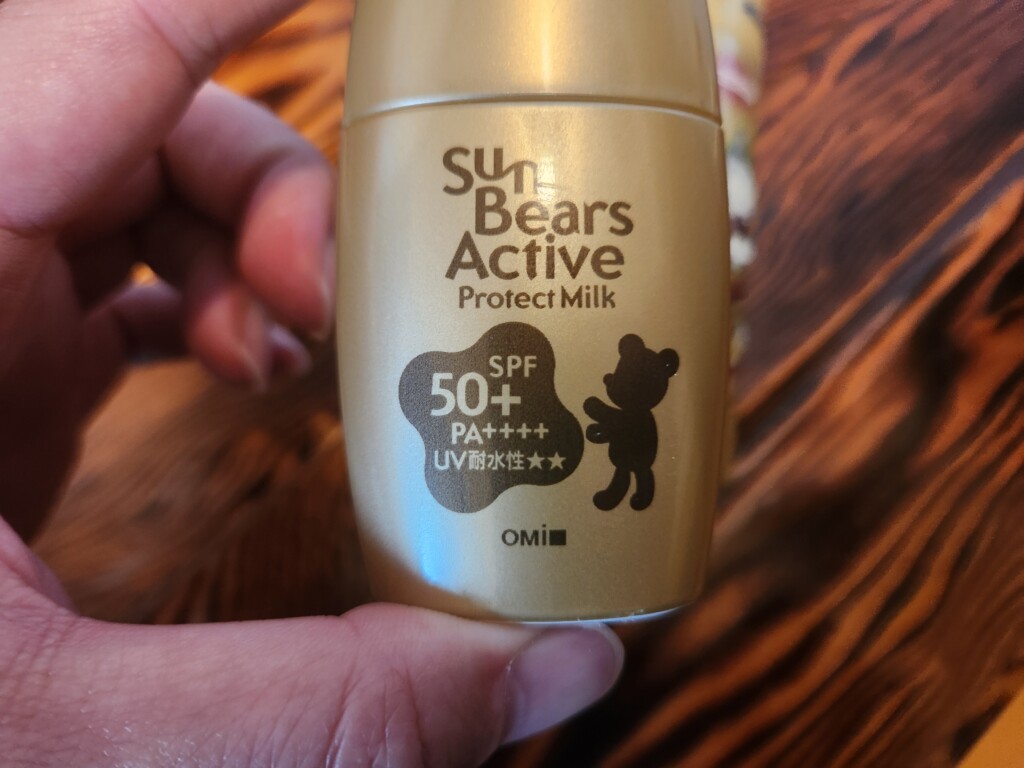 Sun
Bears
Active
Protect Milk
SPF
50+
PA++++
UV耐水性★★
OMi